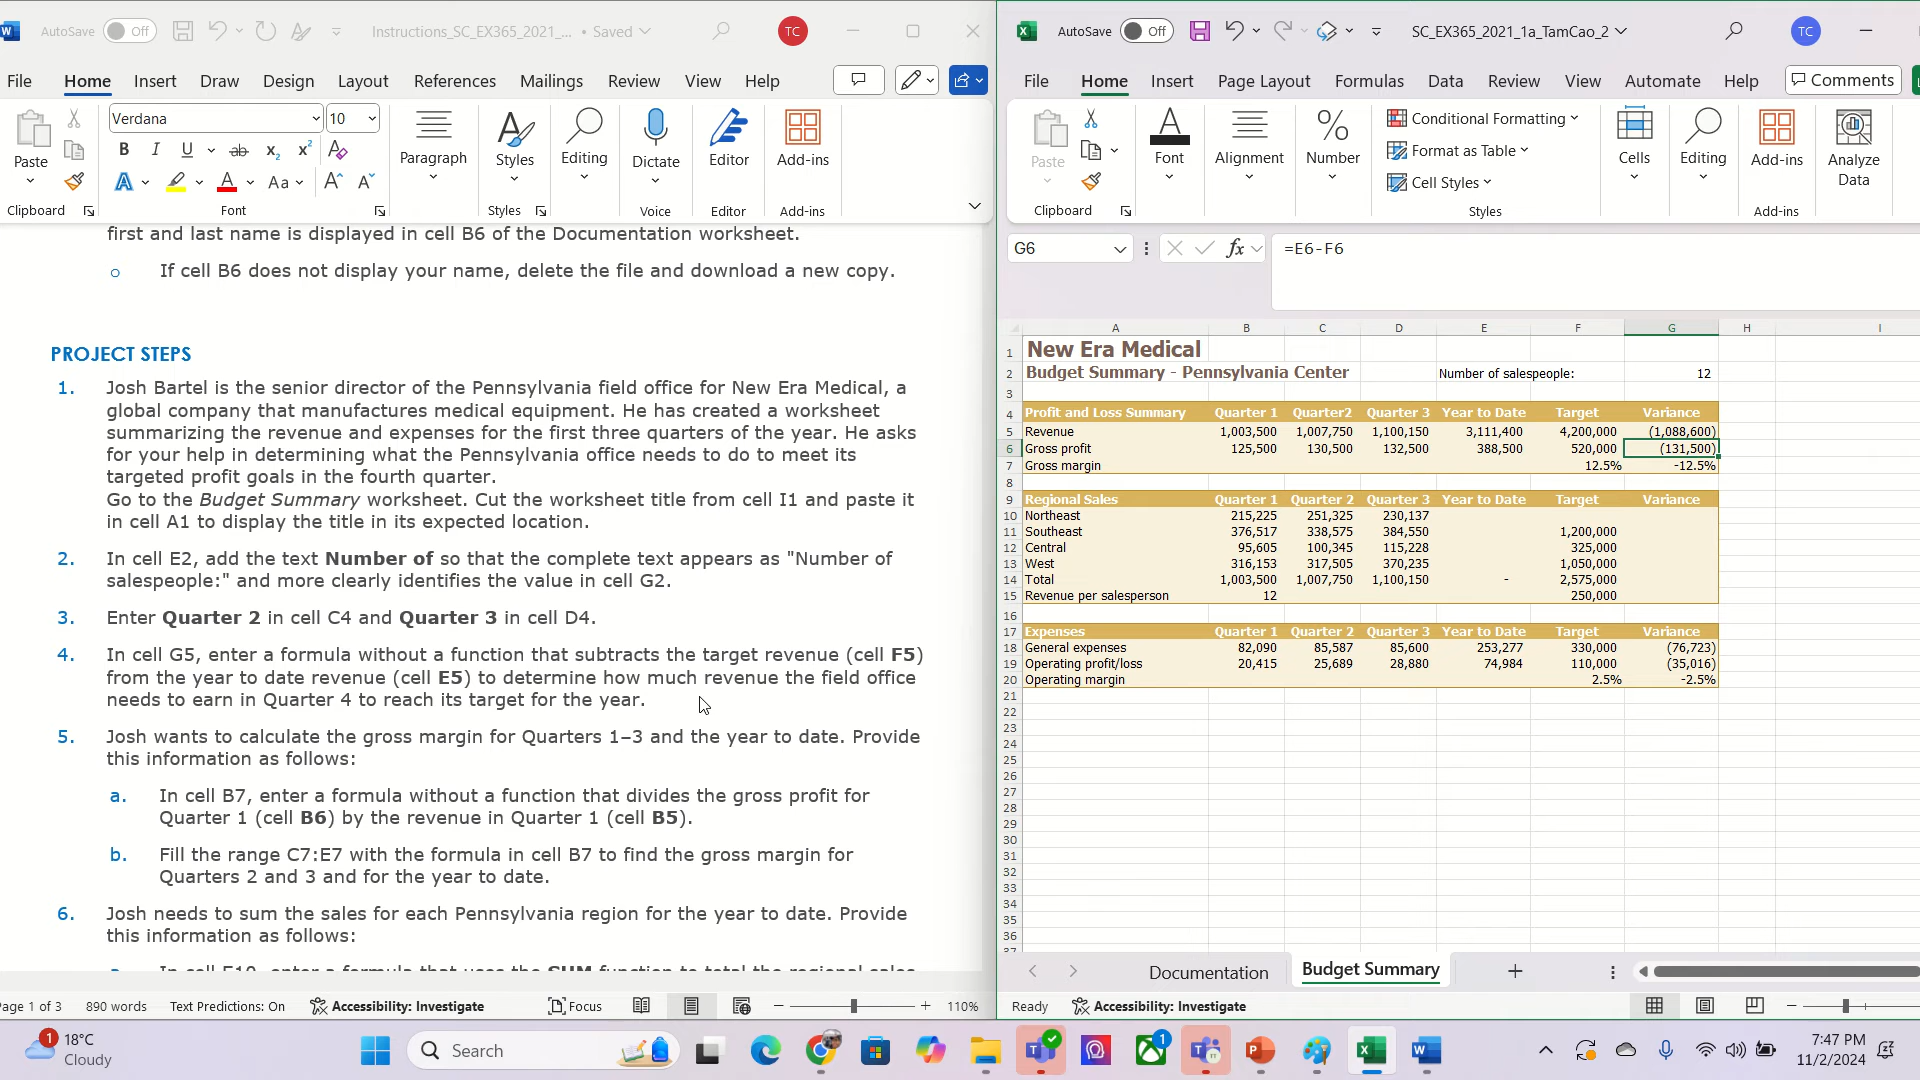 AutoSave Off Instructions_SC_EX365_2021_... • Saved TC
File Home Insert Draw Design Layout References Mailings Review View Help
Verdana 10
Paste Paragraph Styles Editing Dictate Editor Add-ins
B I U ab x₂ x² A
A A Aa A A
Clipboard Font Styles Voice Editor Add-ins
first and last name is displayed in cell B6 of the Documentation worksheet.
o If cell B6 does not display your name, delete the file and download a new copy.
PROJECT STEPS
1. Josh Bartel is the senior director of the Pennsylvania field office for New Era Medical, a
global company that manufactures medical equipment. He has created a worksheet
summarizing the revenue and expenses for the first three quarters of the year. He asks
for your help in determining what the Pennsylvania office needs to do to meet its
targeted profit goals in the fourth quarter.
Go to the Budget Summary worksheet. Cut the worksheet title from cell I1 and paste it
in cell A1 to display the title in its expected location.
2. In cell E2, add the text Number of so that the complete text appears as "Number of
salespeople:" and more clearly identifies the value in cell G2.
3. Enter Quarter 2 in cell C4 and Quarter 3 in cell D4.
4. In cell G5, enter a formula without a function that subtracts the target revenue (cell F5)
from the year to date revenue (cell E5) to determine how much revenue the field office
needs to earn in Quarter 4 to reach its target for the year.
5. Josh wants to calculate the gross margin for Quarters 1–3 and the year to date. Provide
this information as follows:
a. In cell B7, enter a formula without a function that divides the gross profit for
Quarter 1 (cell B6) by the revenue in Quarter 1 (cell B5).
b. Fill the range C7:E7 with the formula in cell B7 to find the gross margin for
Quarters 2 and 3 and for the year to date.
6. Josh needs to sum the sales for each Pennsylvania region for the year to date. Provide
this information as follows:
a. In cell E10, enter a formula that uses the SUM function to total the regional sales
Page 1 of 3 890 words Text Predictions: On Accessibility: Investigate Focus 110%
AutoSave Off SC_EX365_2021_1a_TamCao_2 TC
File Home Insert Page Layout Formulas Data Review View Automate Help Comments
Paste Font Alignment Number Conditional Formatting Cells Editing Add-ins Analyze
Format as Table Data
Cell Styles
Clipboard Styles Add-ins
G6 fx =E6-F6
A B C D E F G H I
1 New Era Medical
2 Budget Summary - Pennsylvania Center Number of salespeople: 12
3
4 Profit and Loss Summary Quarter 1 Quarter2 Quarter 3 Year to Date Target Variance
5 Revenue 1,003,500 1,007,750 1,100,150 3,111,400 4,200,000 (1,088,600)
6 Gross profit 125,500 130,500 132,500 388,500 520,000 (131,500)
7 Gross margin 12.5% -12.5%
8
9 Regional Sales Quarter 1 Quarter 2 Quarter 3 Year to Date Target Variance
10 Northeast 215,225 251,325 230,137
11 Southeast 376,517 338,575 384,550 1,200,000
12 Central 95,605 100,345 115,228 325,000
13 West 316,153 317,505 370,235 1,050,000
14 Total 1,003,500 1,007,750 1,100,150 - 2,575,000
15 Revenue per salesperson 12 250,000
16
17 Expenses Quarter 1 Quarter 2 Quarter 3 Year to Date Target Variance
18 General expenses 82,090 85,587 85,600 253,277 330,000 (76,723)
19 Operating profit/loss 20,415 25,689 28,880 74,984 110,000 (35,016)
20 Operating margin 2.5% -2.5%
21
22
23
24
25
26
27
28
29
30
31
32
33
34
35
36
37
Documentation Budget Summary
Ready Accessibility: Investigate
1 18°C
Cloudy
Search
1
7:47 PM
11/2/2024